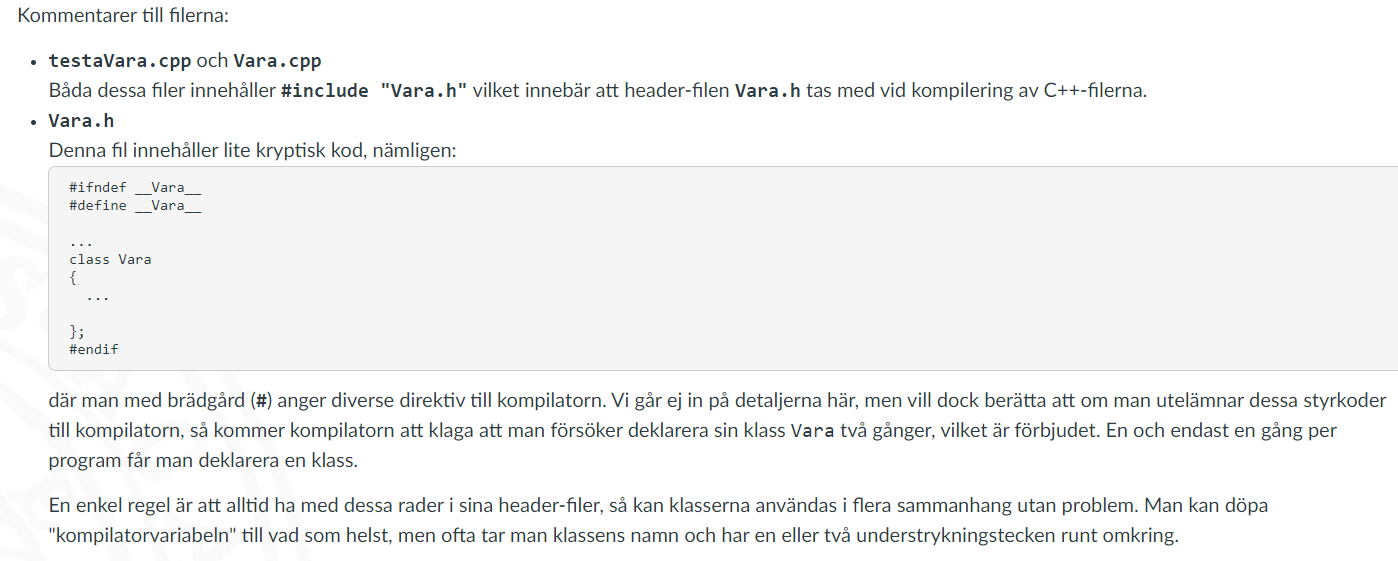 Kommentarer till filerna:
• testaVara.cpp och Vara.cpp
Båda dessa filer innehåller #include "Vara.h" vilket innebär att header-filen Vara.h tas med vid kompilering av C++-filerna.
• Vara.h
Denna fil innehåller lite kryptisk kod, nämligen:
#ifndef __Vara__
#define __Vara__
...
class Vara
{
...
};
#endif
där man med brädgård (#) anger diverse direktiv till kompilatorn. Vi går ej in på detaljerna här, men vill dock berätta att om man utelämnar dessa styrkoder
till kompilatorn, så kommer kompilatorn att klaga att man försöker deklarera sin klass Vara två gånger, vilket är förbjudet. En och endast en gång per
program får man deklarera en klass.
En enkel regel är att alltid ha med dessa rader i sina header-filer, så kan klasserna användas i flera sammanhang utan problem. Man kan döpa
"kompilatorvariabeln" till vad som helst, men ofta tar man klassens namn och har en eller två understrykningstecken runt omkring.